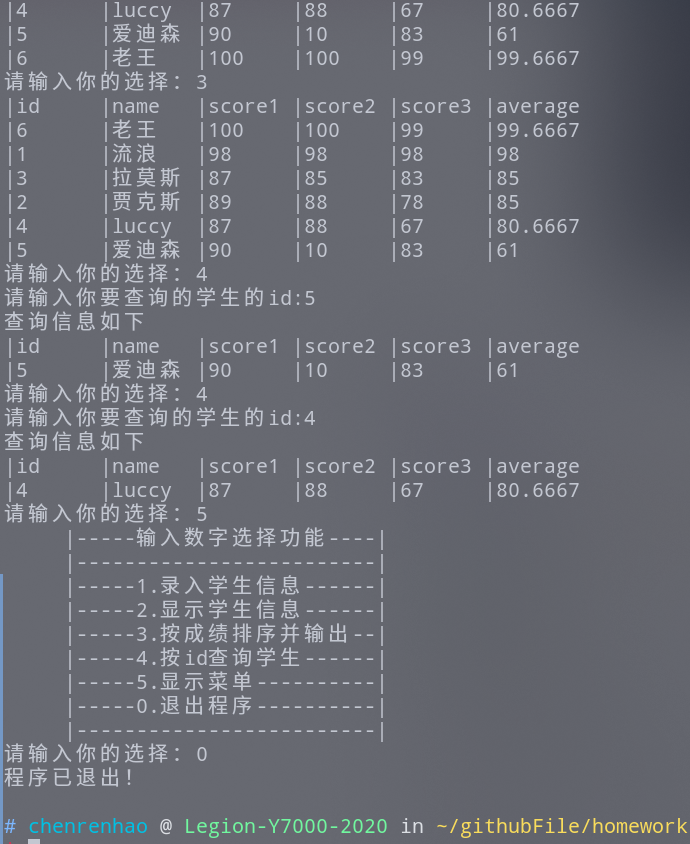 |4      |luccy  |87     |88     |67     |80.6667
|5      |爱迪森 |90     |10     |83     |61
|6      |老王   |100    |100    |99     |99.6667
请输入你的选择: 3
|id     |name   |score1 |score2 |score3 |average
|6      |老王   |100    |100    |99     |99.6667
|1      |流浪   |98     |98     |98     |98
|3      |拉莫斯 |87     |85     |83     |85
|2      |贾克斯 |89     |88     |78     |85
|4      |luccy  |87     |88     |67     |80.6667
|5      |爱迪森 |90     |10     |83     |61
请输入你的选择: 4
请输入你要查询的学生的id:5
查询信息如下
|id     |name   |score1 |score2 |score3 |average
|5      |爱迪森 |90     |10     |83     |61
请输入你的选择: 4
请输入你要查询的学生的id:4
查询信息如下
|id     |name   |score1 |score2 |score3 |average
|4      |luccy  |87     |88     |67     |80.6667
请输入你的选择: 5
|-----输入数字选择功能----|
|-------------------------|
|-----1.录入学生信息------|
|-----2.显示学生信息------|
|-----3.按成绩排序并输出--|
|-----4.按id查询学生------|
|-----5.显示菜单----------|
|-----0.退出程序----------|
|-------------------------|
请输入你的选择: 0
程序已退出!
# chenrenhao @ Legion-Y7000-2020 in ~/githubFile/homework